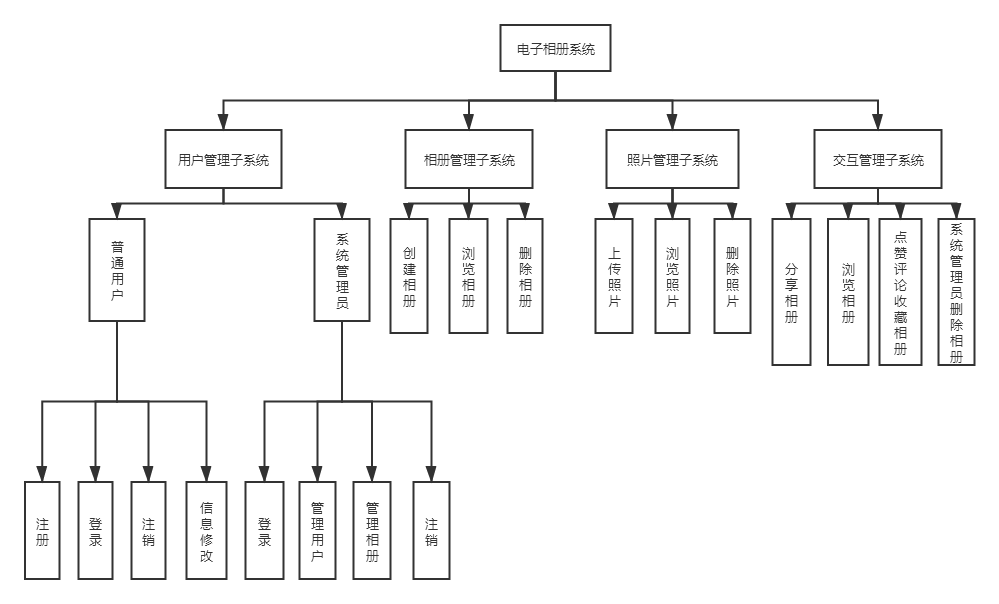 电子相册系统
用户管理子系统
相册管理子系统
照片管理子系统
交互管理子系统
普通用户
系统管理员
创建相册
浏览相册
删除相册
上传照片
浏览照片
删除照片
分享相册
浏览相册
点赞评论收藏相册
系统管理员删除相册
注册
登录
注销
信息修改
登录
管理用户
管理相册
注销